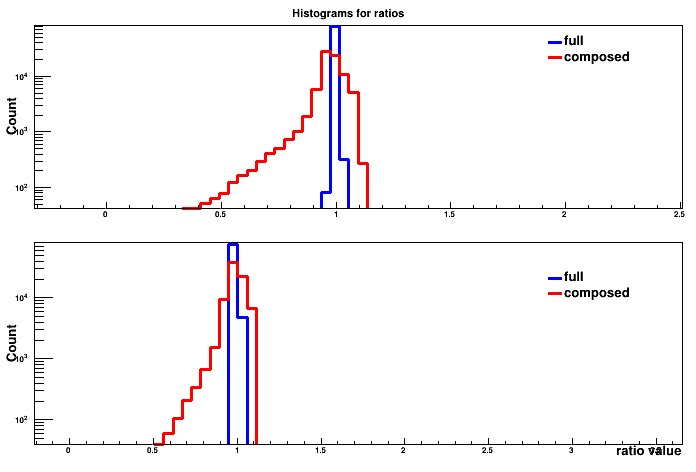 Histograms for ratios
full
composed
Count
10⁴
10³
10²
0 0.5 1 1.5 2 2.5
full
composed
Count
10⁴
10³
10²
0 0.5 1 1.5 2 2.5 3
ratio value